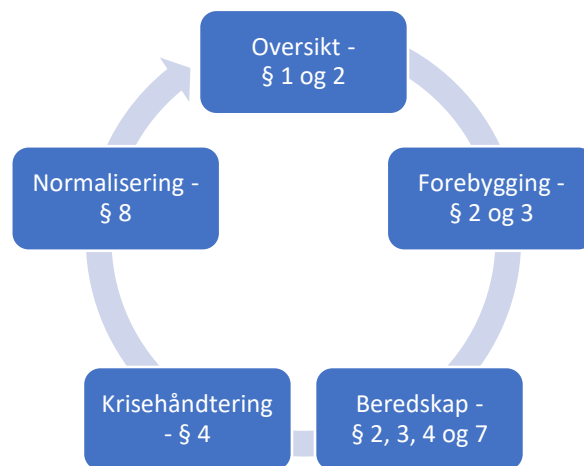 Oversikt -
§ 1 og 2
Forebygging -
§ 2 og 3
Beredskap -
§ 2, 3, 4 og 7
Krisehåndtering
- § 4
Normalisering -
§ 8